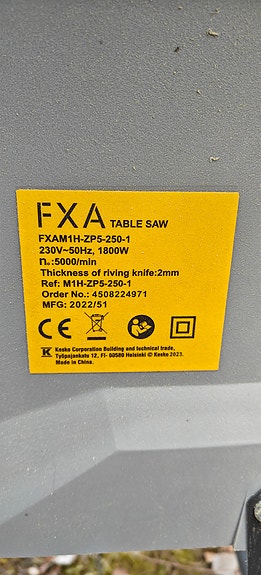 FXA TABLE SAW
FXAM1H-ZP5-250-1
230V~50Hz, 1800W
n₀:5000/min
Thickness of riving knife:2mm
Ref: M1H-ZP5-250-1
Order No.: 4508224971
MFG: 2022/51
CE
K Kesko Corporation Building and technical trade,
Työpajankatu 12, FI- 00580 Helsinki © Kesko 2023.
Made in China.